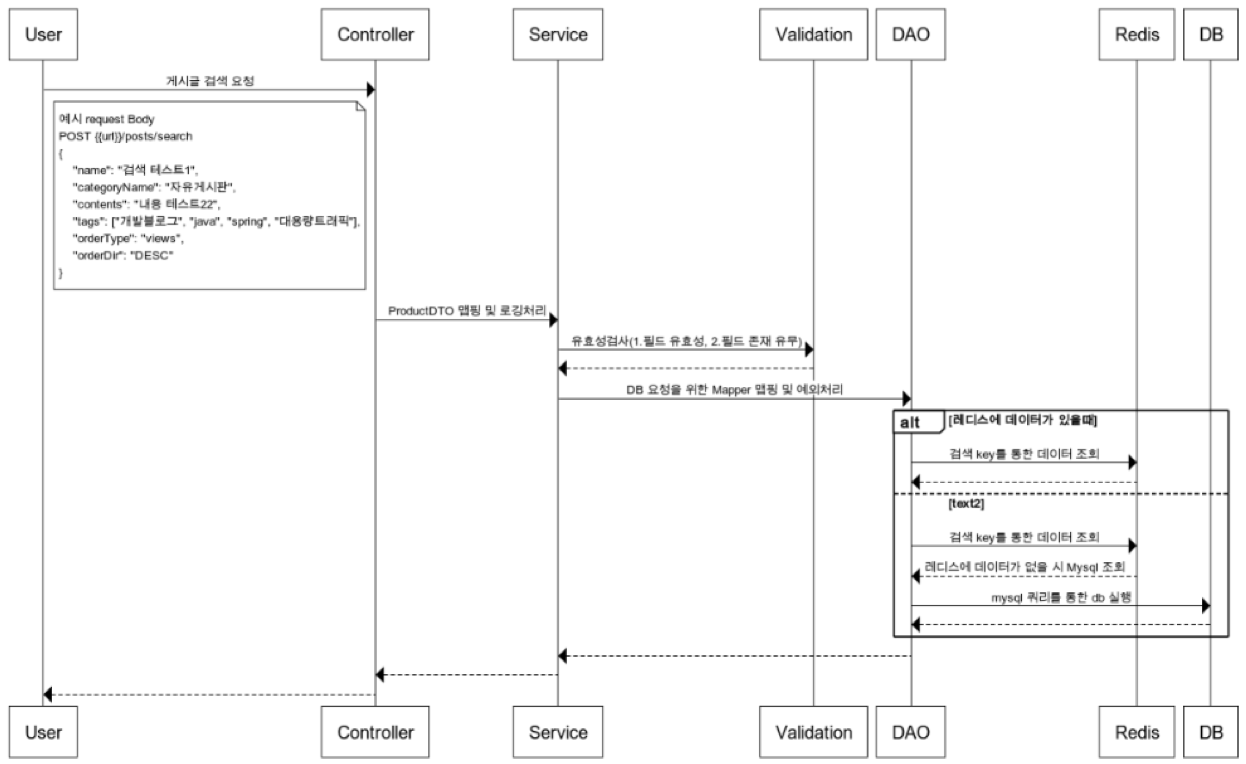 User
Controller
Service
Validation
DAO
Redis
DB
게시글 검색 요청
예시 request Body
POST {{url}}/posts/search
{
"name": "검색 테스트1",
"categoryName": "자유게시판",
"contents": "내용 테스트22",
"tags": ["개발블로그", "java", "spring", "대용량트래픽"],
"orderType": "views",
"orderDir": "DESC"
}
ProductDTO 맵핑 및 로깅처리
유효성검사(1.필드 유효성, 2.필드 존재 유무)
DB 요청을 위한 Mapper 맵핑 및 예외처리
alt
[레디스에 데이터가 있을때]
검색 key를 통한 데이터 조회
[text2]
검색 key를 통한 데이터 조회
레디스에 데이터가 없을 시 Mysql 조회
mysql 쿼리를 통한 db 실행
User
Controller
Service
Validation
DAO
Redis
DB